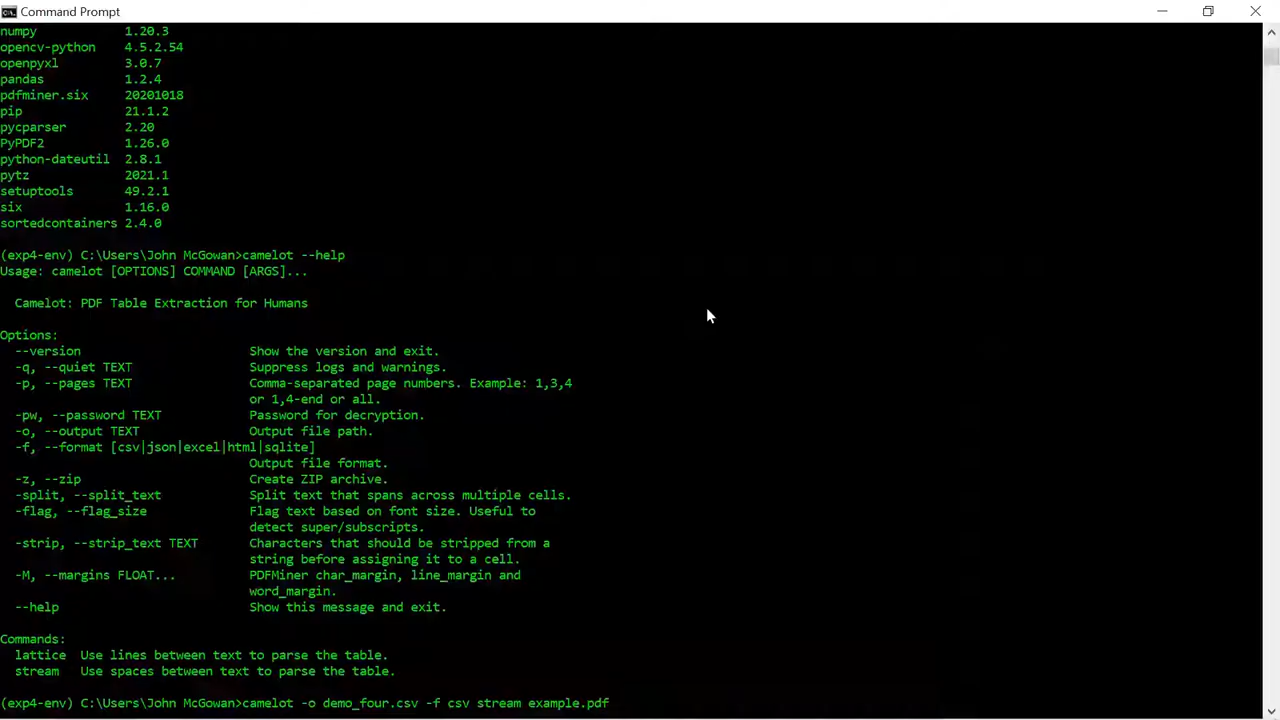 Command Prompt
numpy 1.20.3
opencv-python 4.5.2.54
openpyxl 3.0.7
pandas 1.2.4
pdfminer.six 20201018
pip 21.1.2
pycparser 2.20
PyPDF2 1.26.0
python-dateutil 2.8.1
pytz 2021.1
setuptools 49.2.1
six 1.16.0
sortedcontainers 2.4.0
(exp4-env) C:\Users\John McGowan>camelot --help
Usage: camelot [OPTIONS] COMMAND [ARGS]...
Camelot: PDF Table Extraction for Humans
Options:
--version Show the version and exit.
-q, --quiet TEXT Suppress logs and warnings.
-p, --pages TEXT Comma-separated page numbers. Example: 1,3,4
or 1,4-end or all.
-pw, --password TEXT Password for decryption.
-o, --output TEXT Output file path.
-f, --format [csv|json|excel|html|sqlite]
Output file format.
-z, --zip Create ZIP archive.
-split, --split_text Split text that spans across multiple cells.
-flag, --flag_size Flag text based on font size. Useful to
detect super/subscripts.
-strip, --strip_text TEXT Characters that should be stripped from a
string before assigning it to a cell.
-M, --margins FLOAT... PDFMiner char_margin, line_margin and
word_margin.
--help Show this message and exit.
Commands:
lattice Use lines between text to parse the table.
stream Use spaces between text to parse the table.
(exp4-env) C:\Users\John McGowan>camelot -o demo_four.csv -f csv stream example.pdf